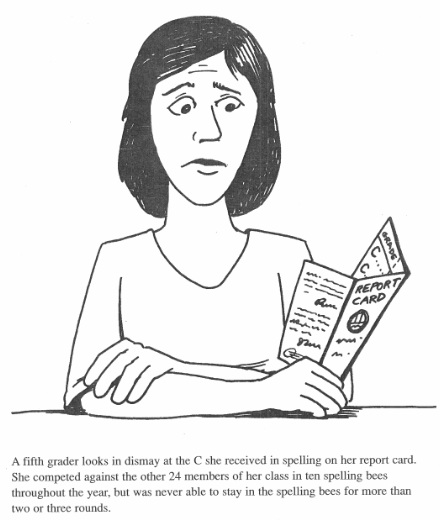 GRADES
C
C
REPORT
CARD
A fifth grader looks in dismay at the C she received in spelling on her report card.
She competed against the other 24 members of her class in ten spelling bees
throughout the year, but was never able to stay in the spelling bees for more than
two or three rounds.